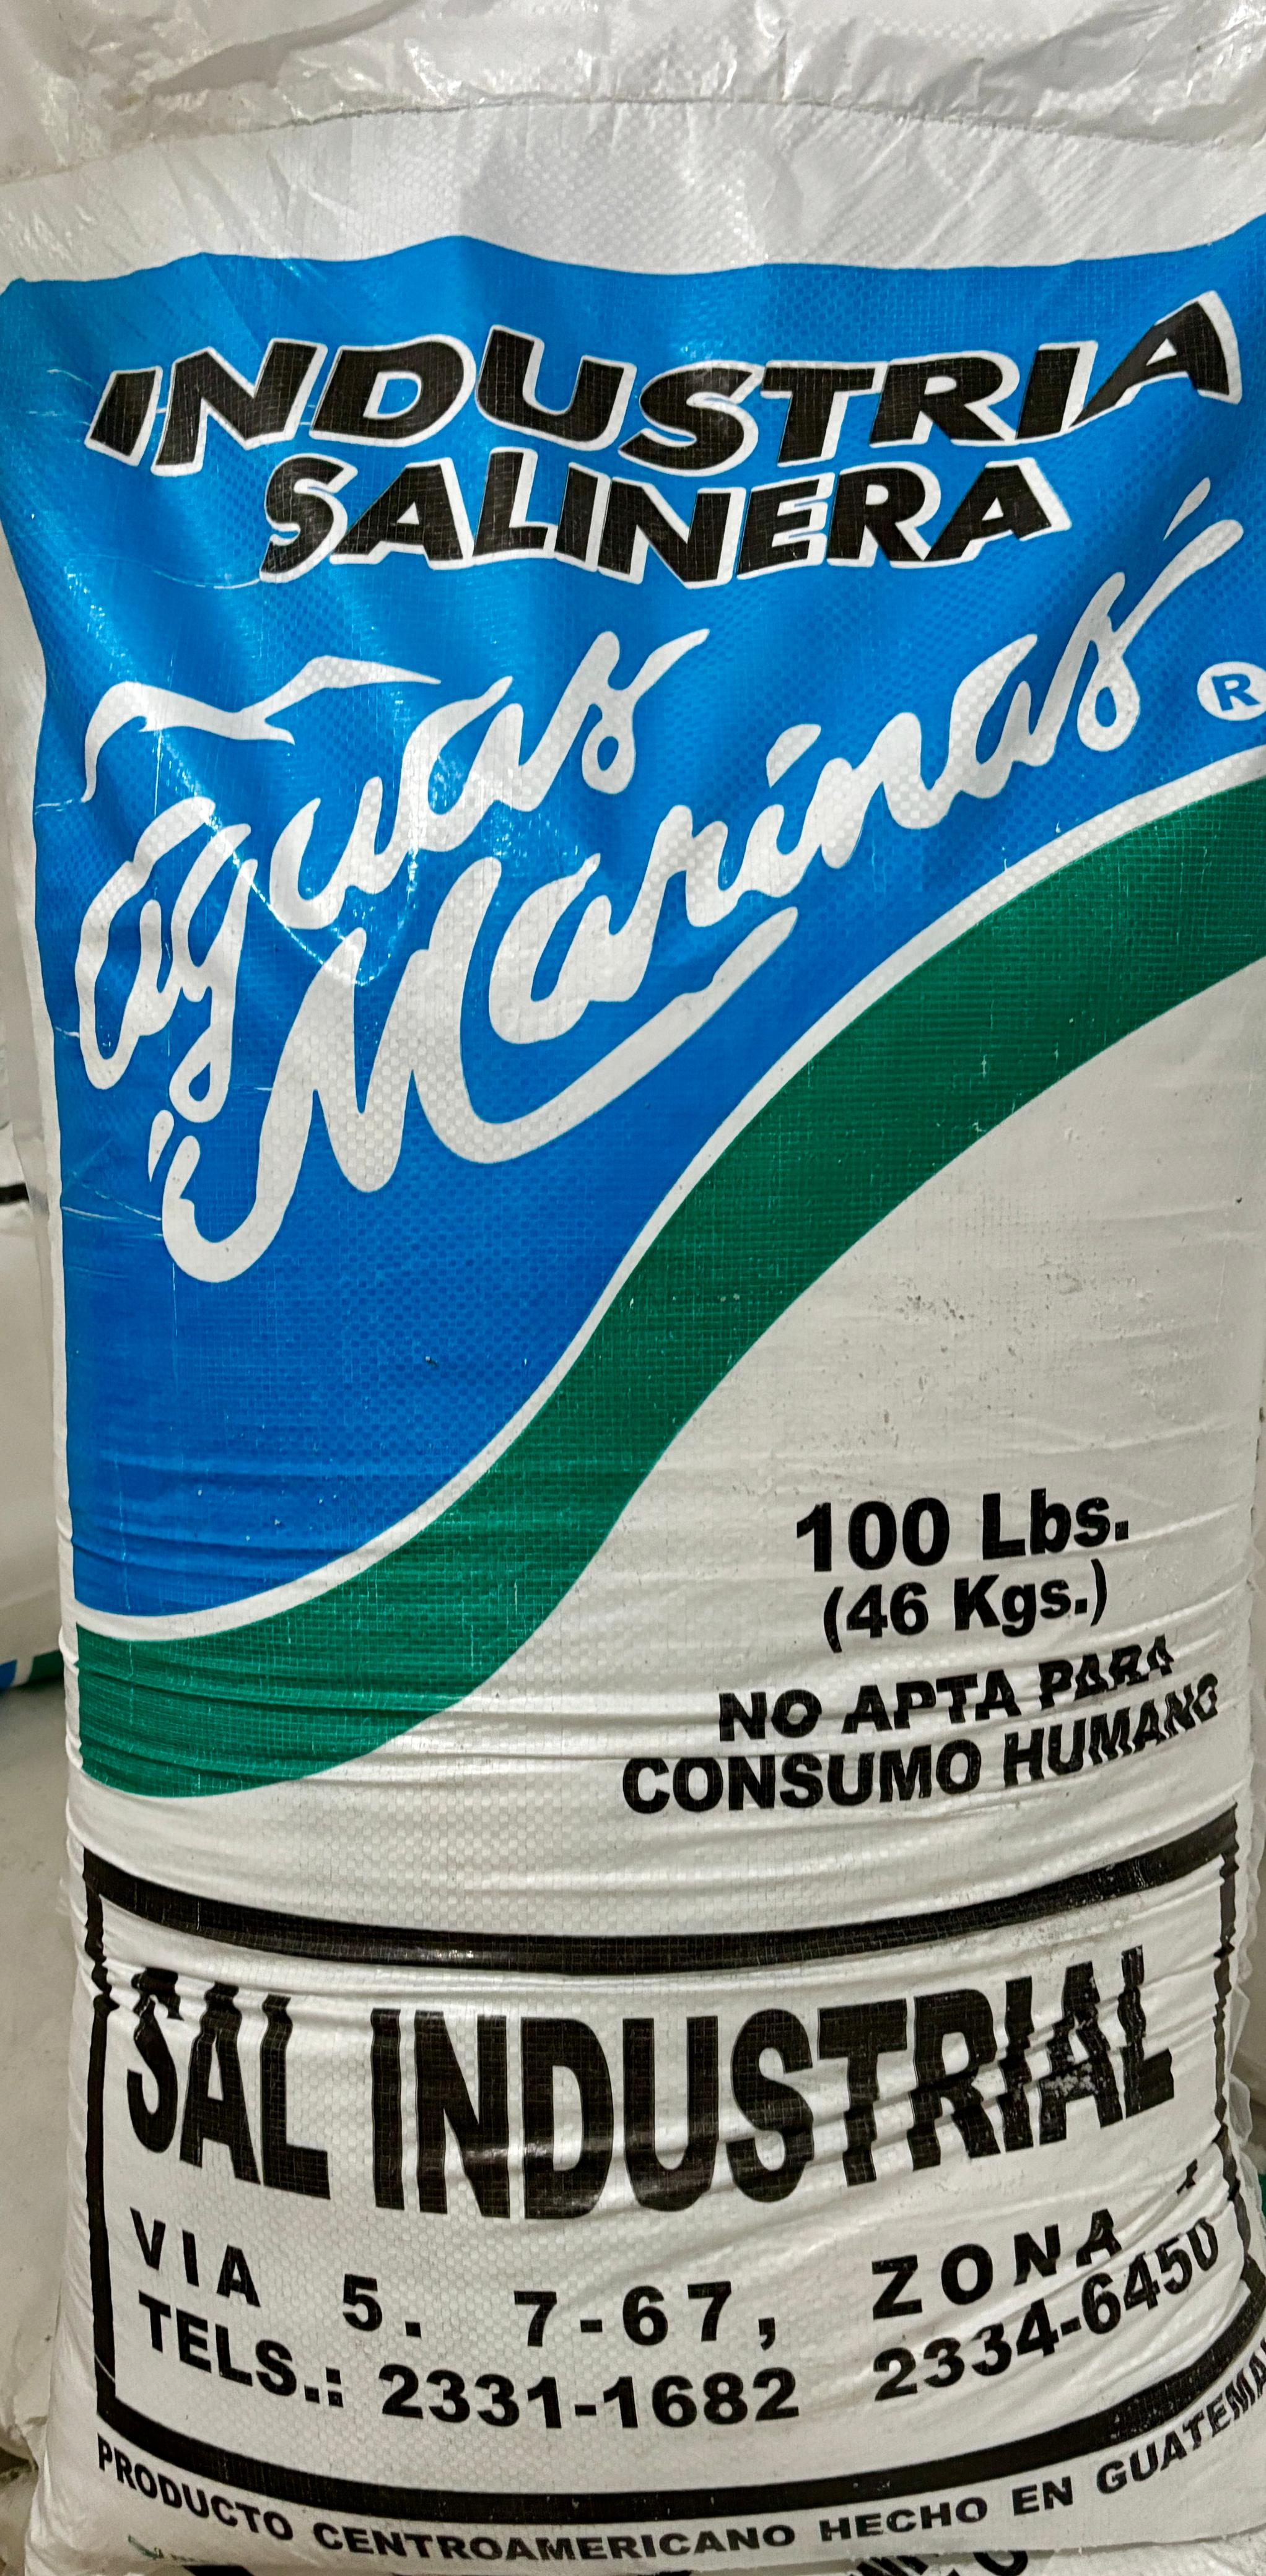 INDUSTRIA
SALINERA
aguas
Marinas
®
100 Lbs.
(46 Kgs.)
NO APTA PARA
CONSUMO HUMANO
SAL INDUSTRIAL
VIA 5. 7-67, ZONA
TELS.: 2331-1682 2334-6450
PRODUCTO CENTROAMERICANO HECHO EN GUATEMALA